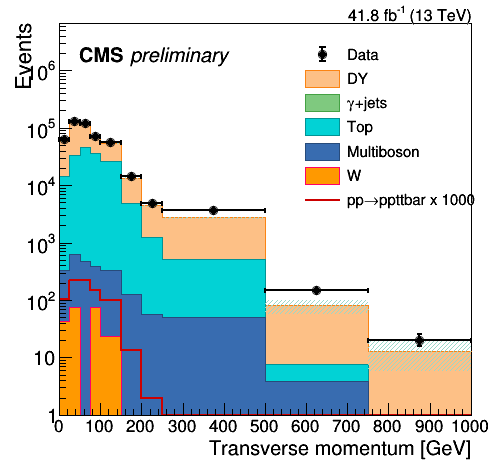 41.8 fb⁻¹ (13 TeV)
Events
CMS preliminary
Data
DY
γ+jets
Top
Multiboson
W
pp→ppttbar x 1000
10⁶
10⁵
10⁴
10³
10²
10
1
0 100 200 300 400 500 600 700 800 900 1000
Transverse momentum [GeV]